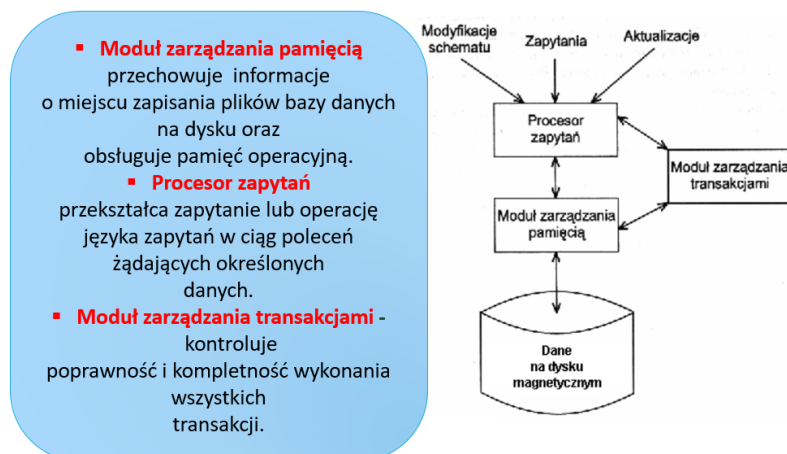 ▪ Moduł zarządzania pamięcią
przechowuje informacje
o miejscu zapisania plików bazy danych
na dysku oraz
obsługuje pamięć operacyjną.
▪ Procesor zapytań
przekształca zapytanie lub operację
języka zapytań w ciąg poleceń
żądających określonych
danych.
▪ Moduł zarządzania transakcjami -
kontroluje
poprawność i kompletność wykonania
wszystkich
transakcji.
Modyfikacje
schematu
Zapytania
Aktualizacje
Procesor
zapytań
Moduł zarządzania
transakcjami
Moduł zarządzania
pamięcią
Dane
na dysku
magnetycznym